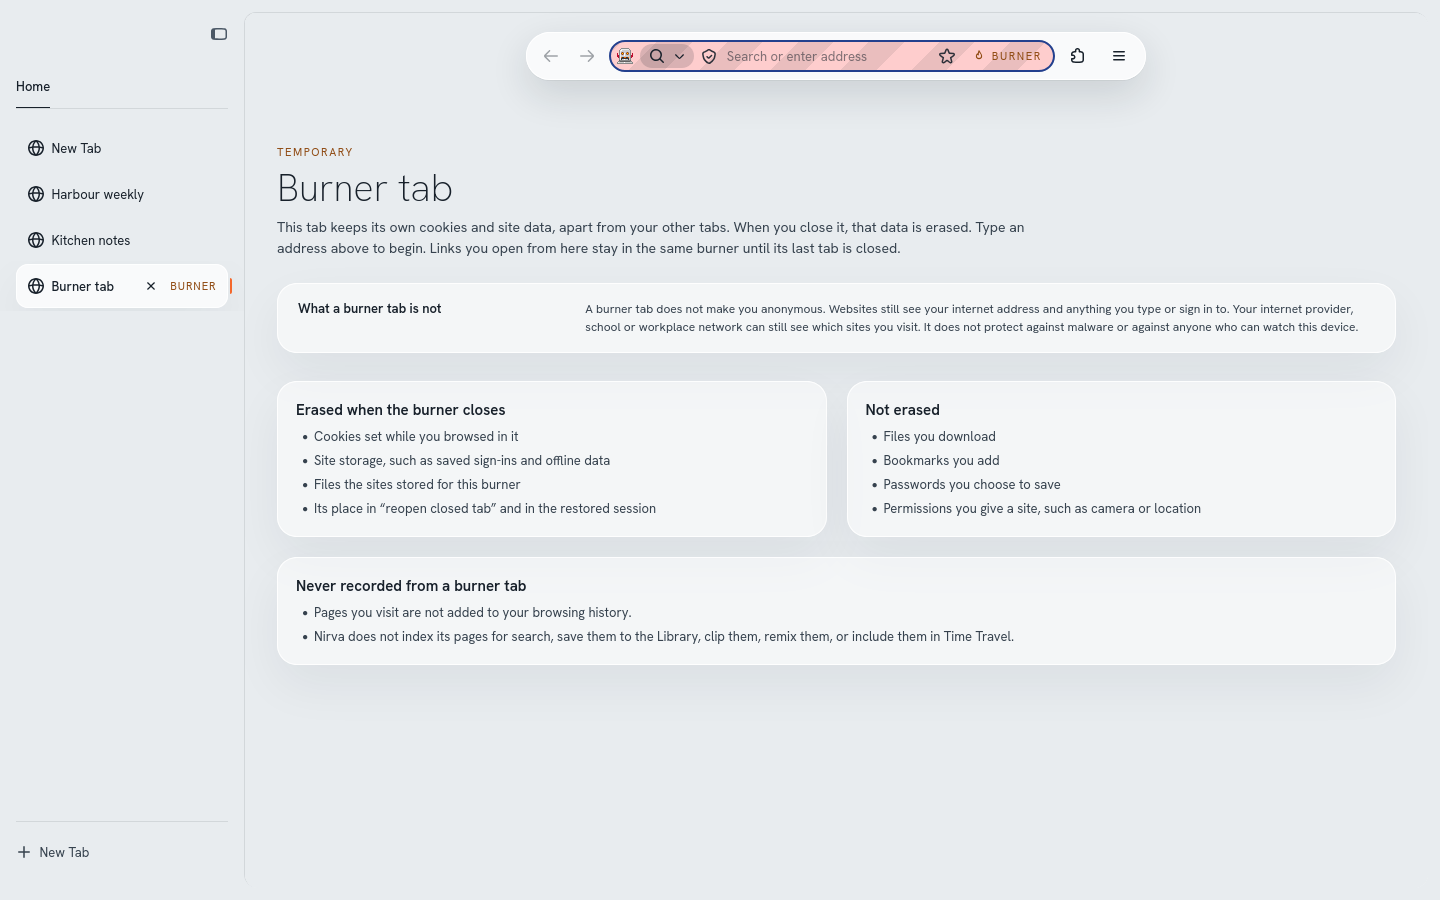 Home
New Tab
Harbour weekly
Kitchen notes
Burner tab
BURNER
New Tab
Search or enter address
BURNER
TEMPORARY
Burner tab
This tab keeps its own cookies and site data, apart from your other tabs. When you close it, that data is erased. Type an
address above to begin. Links you open from here stay in the same burner until its last tab is closed.
What a burner tab is not
A burner tab does not make you anonymous. Websites still see your internet address and anything you type or sign in to. Your internet provider,
school or workplace network can still see which sites you visit. It does not protect against malware or against anyone who can watch this device.
Erased when the burner closes
• Cookies set while you browsed in it
• Site storage, such as saved sign-ins and offline data
• Files the sites stored for this burner
• Its place in “reopen closed tab” and in the restored session
Not erased
• Files you download
• Bookmarks you add
• Passwords you choose to save
• Permissions you give a site, such as camera or location
Never recorded from a burner tab
• Pages you visit are not added to your browsing history.
• Nirva does not index its pages for search, save them to the Library, clip them, remix them, or include them in Time Travel.